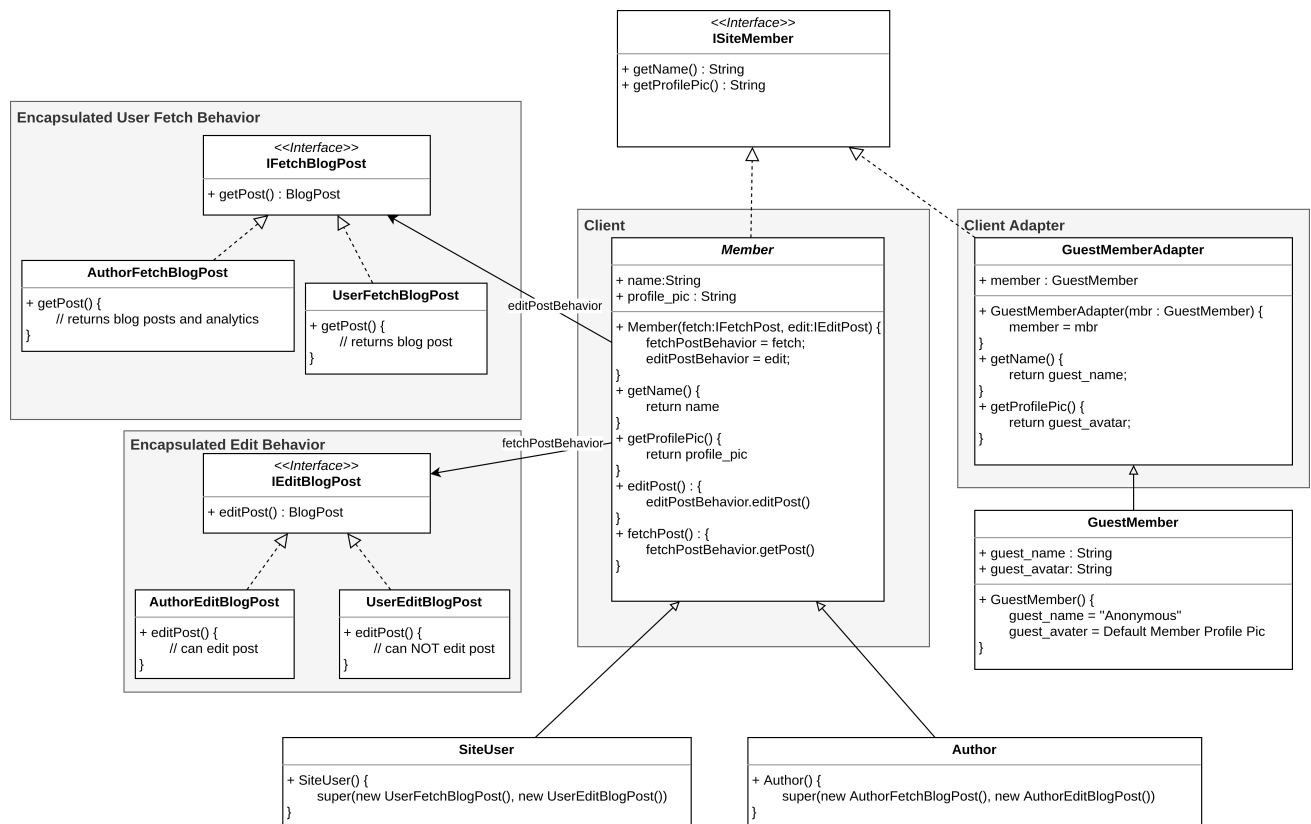 <<Interface>>
ISiteMember
+ getName() : String
+ getProfilePic() : String
Encapsulated User Fetch Behavior
<<Interface>>
IFetchBlogPost
+ getPost() : BlogPost
AuthorFetchBlogPost
+ getPost() {
// returns blog posts and analytics
}
UserFetchBlogPost
+ getPost() {
// returns blog post
}
editPostBehavior
Encapsulated Edit Behavior
<<Interface>>
IEditBlogPost
+ editPost() : BlogPost
fetchPostBehavior
AuthorEditBlogPost
+ editPost() {
// can edit post
}
UserEditBlogPost
+ editPost() {
// can NOT edit post
}
Client
Member
+ name:String
+ profile_pic : String
+ Member(fetch:IFetchPost, edit:IEditPost) {
fetchPostBehavior = fetch;
editPostBehavior = edit;
}
+ getName() {
return name
}
+ getProfilePic() {
return profile_pic
}
+ editPost() : {
editPostBehavior.editPost()
}
+ fetchPost() : {
fetchPostBehavior.getPost()
}
Client Adapter
GuestMemberAdapter
+ member : GuestMember
+ GuestMemberAdapter(mbr : GuestMember) {
member = mbr
}
+ getName() {
return guest_name;
}
+ getProfilePic() {
return guest_avatar;
}
GuestMember
+ guest_name : String
+ guest_avatar: String
+ GuestMember() {
guest_name = "Anonymous"
guest_avater = Default Member Profile Pic
}
SiteUser
+ SiteUser() {
super(new UserFetchBlogPost(), new UserEditBlogPost())
}
Author
+ Author() {
super(new AuthorFetchBlogPost(), new AuthorEditBlogPost())
}